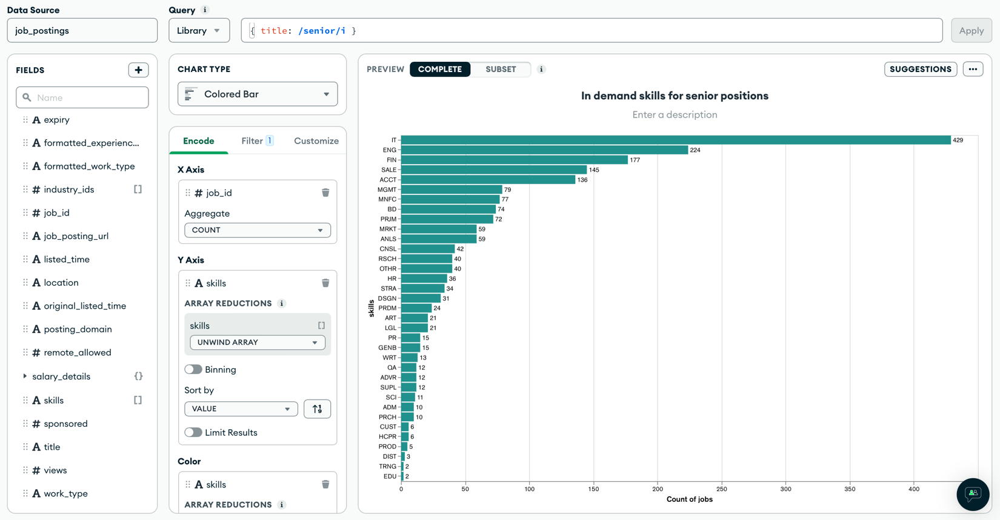 Data Source
Query i
job_postings
Library
{ title: /senior/i }
Apply
FIELDS
+
Name
A expiry
A formatted_experienc...
A formatted_work_type
# industry_ids []
# job_id
A job_posting_url
A listed_time
A location
A original_listed_time
A posting_domain
# remote_allowed
salary_details {}
A skills []
# sponsored
A title
# views
A work_type
CHART TYPE
Colored Bar
Encode
Filter 1
Customize
X Axis
# job_id
Aggregate
COUNT
Y Axis
A skills
ARRAY REDUCTIONS i
skills []
UNWIND ARRAY
Binning
Sort by
VALUE
1
9
Limit Results
Color
A skills
ARRAY REDUCTIONS i
PREVIEW
COMPLETE
SUBSET
i
SUGGESTIONS
...
In demand skills for senior positions
Enter a description
IT 429
ENG 224
FIN 177
SALE 145
ACCT 136
MGMT 79
MNFC 77
BD 74
PRJM 72
MRKT 59
ANLS 59
CNSL 42
RSCH 40
OTHR 40
HR 36
STRA 34
DSGN 31
PRDM 24
ART 21
LGL 21
PR 15
GENB 15
WRT 13
QA 12
ADVR 12
SUPL 12
SCI 11
ADM 10
PRCH 10
CUST 6
HCPR 6
PROD 5
DIST 3
TRNG 2
EDU 2
skills
0 50 100 150 200 250 300 350 400
Count of jobs